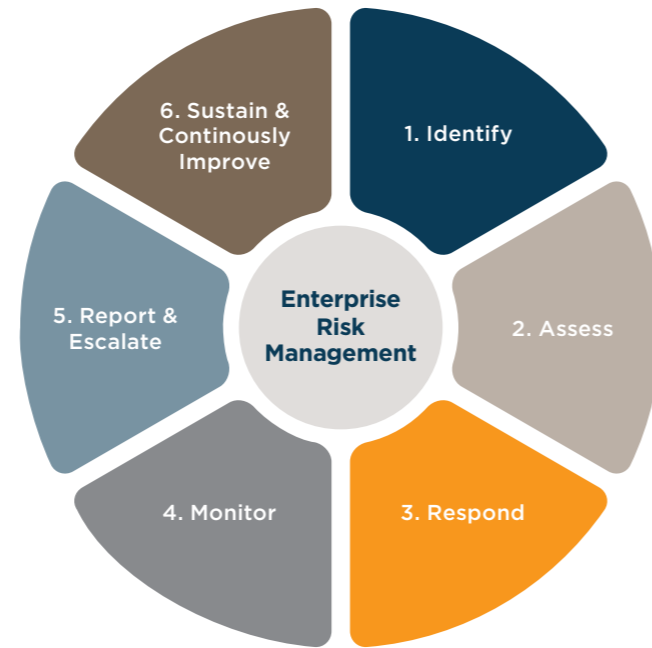 Enterprise
Risk
Management
1. Identify
2. Assess
3. Respond
4. Monitor
5. Report &
Escalate
6. Sustain &
Continously
Improve